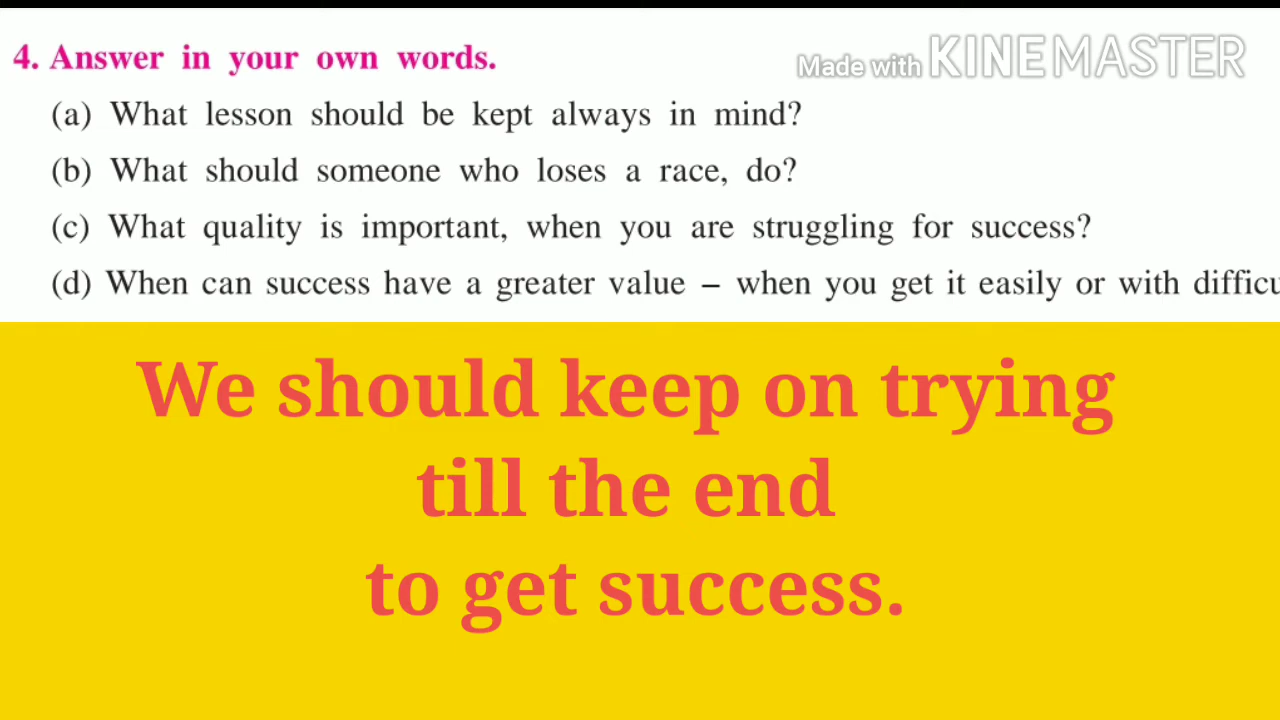 Made with KINEMASTER
4. Answer in your own words.
(a) What lesson should be kept always in mind?
(b) What should someone who loses a race, do?
(c) What quality is important, when you are struggling for success?
(d) When can success have a greater value – when you get it easily or with difficu
We should keep on trying
till the end
to get success.